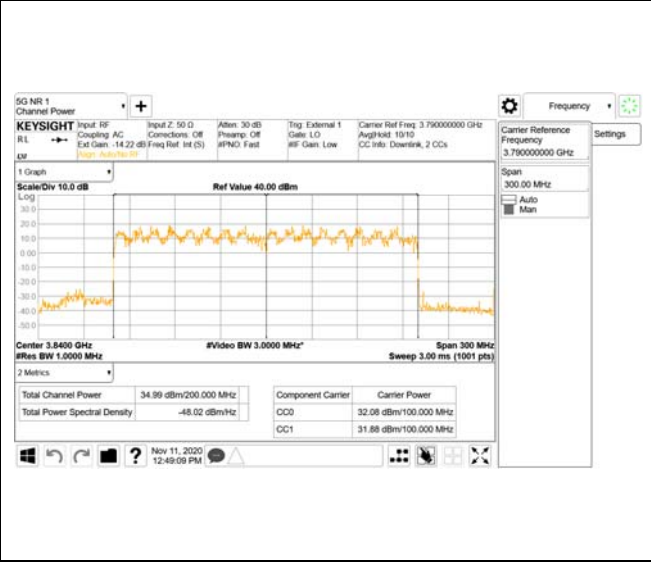 5G NR 1
Channel Power
Frequency
KEYSIGHT
RL
Input: RF
Coupling: AC
Ext Gain: -14.22 dB
Align: Auto/No RF
Input Z: 50 Ω
Corrections: Off
Freq Ref: Int (S)
Atten: 30 dB
Preamp: Off
#PNO: Fast
Trig: External 1
Gate: LO
#IF Gain: Low
Carrier Ref Freq: 3.790000000 GHz
Avg|Hold: 10/10
CC Info: Downlink, 2 CCs
Carrier Reference
Frequency
3.790000000 GHz
Settings
Span
300.00 MHz
Auto
Man
1 Graph
Scale/Div 10.0 dB
Ref Value 40.00 dBm
Log
30.0
20.0
10.0
0.00
-10.0
-20.0
-30.0
-40.0
-50.0
Center 3.8400 GHz
#Video BW 3.0000 MHz*
Span 300 MHz
#Res BW 1.0000 MHz
Sweep 3.00 ms (1001 pts)
2 Metrics
Total Channel Power 34.99 dBm/200.000 MHz
Total Power Spectral Density -48.02 dBm/Hz
Component Carrier Carrier Power
CC0 32.08 dBm/100.000 MHz
CC1 31.88 dBm/100.000 MHz
?
Nov 11, 2020
12:49:09 PM